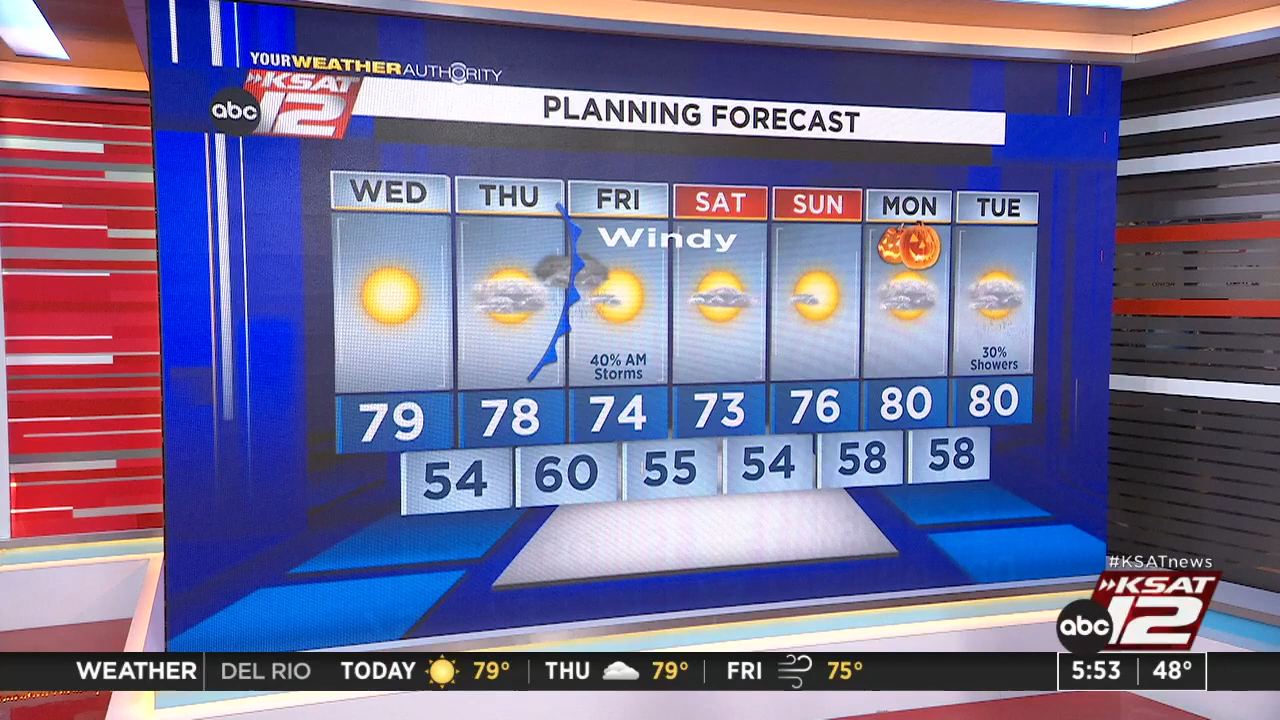 YOUR WEATHER AUTHORITY
KSAT
abc 12
PLANNING FORECAST
WED THU FRI SAT SUN MON TUE
Windy
40% AM
Storms
30%
Showers
79 78 74 73 76 80 80
54 60 55 54 58 58
#KSATnews
KSAT
abc 12
WEATHER DEL RIO TODAY 79° THU 79° FRI 75° 5:53 48°